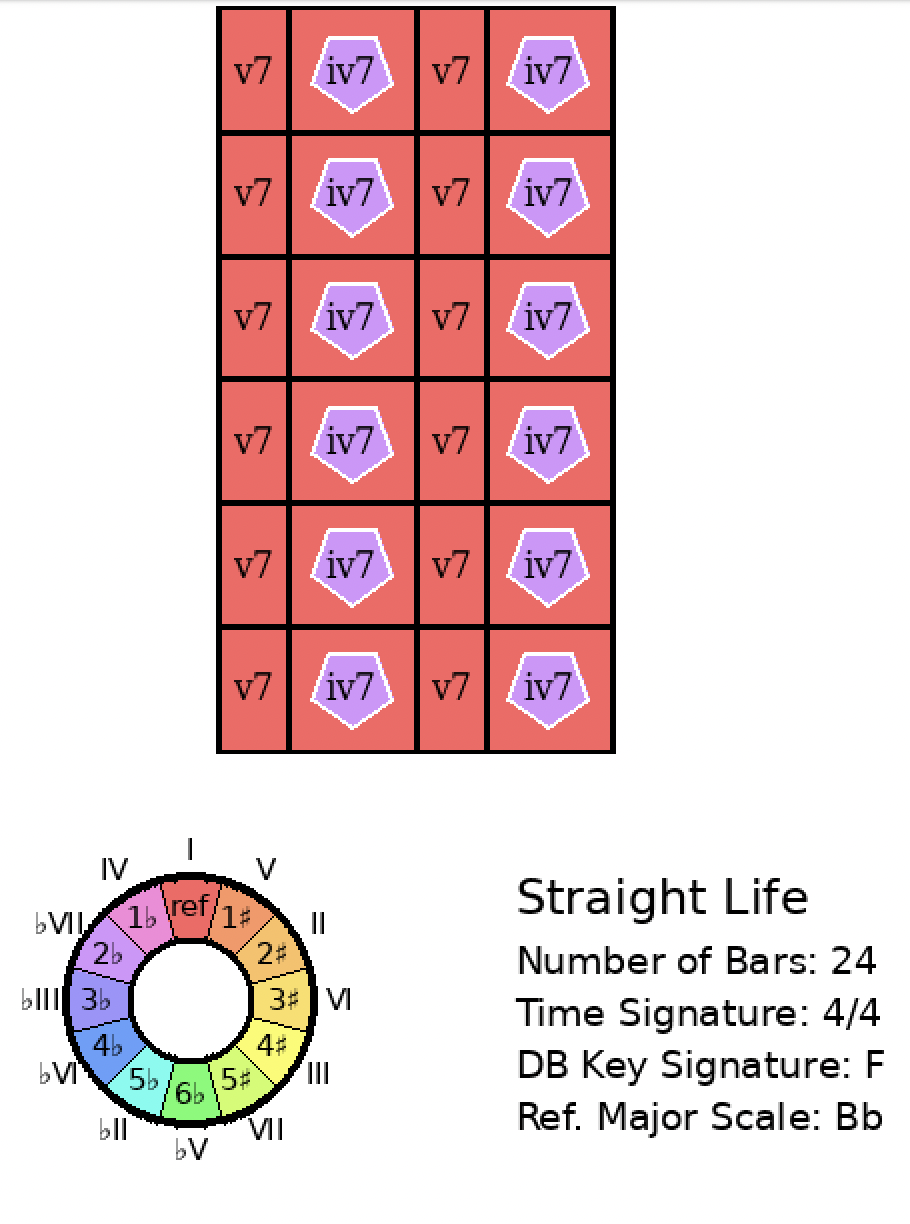 v7 iv7 v7 iv7
v7 iv7 v7 iv7
v7 iv7 v7 iv7
v7 iv7 v7 iv7
v7 iv7 v7 iv7
v7 iv7 v7 iv7
I
IV V
♭VII II
♭III VI
♭VI III
♭II VII
♭V
ref
1♭ 1♯
2♭ 2♯
3♭ 3♯
4♭ 4♯
5♭ 5♯
6♭
Straight Life
Number of Bars: 24
Time Signature: 4/4
DB Key Signature: F
Ref. Major Scale: Bb